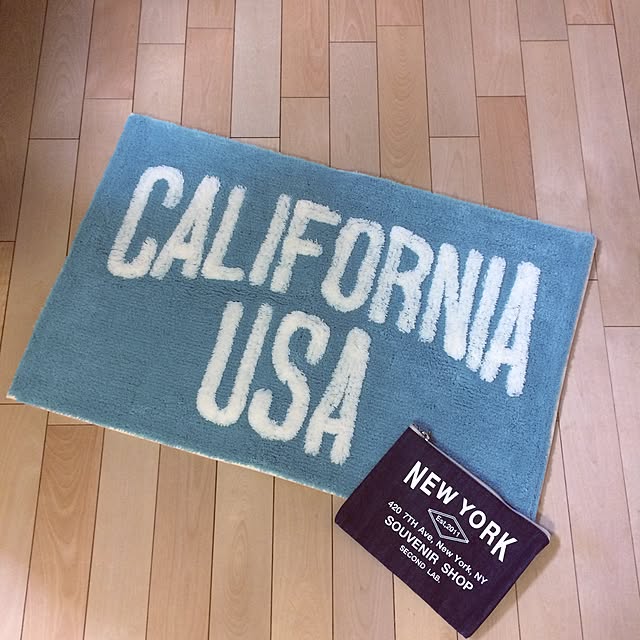 CALIFORNIA
USA
NEW YORK
Est.2011
420 7TH Ave, New York, NY
SOUVENIR SHOP
SECOND LAB.